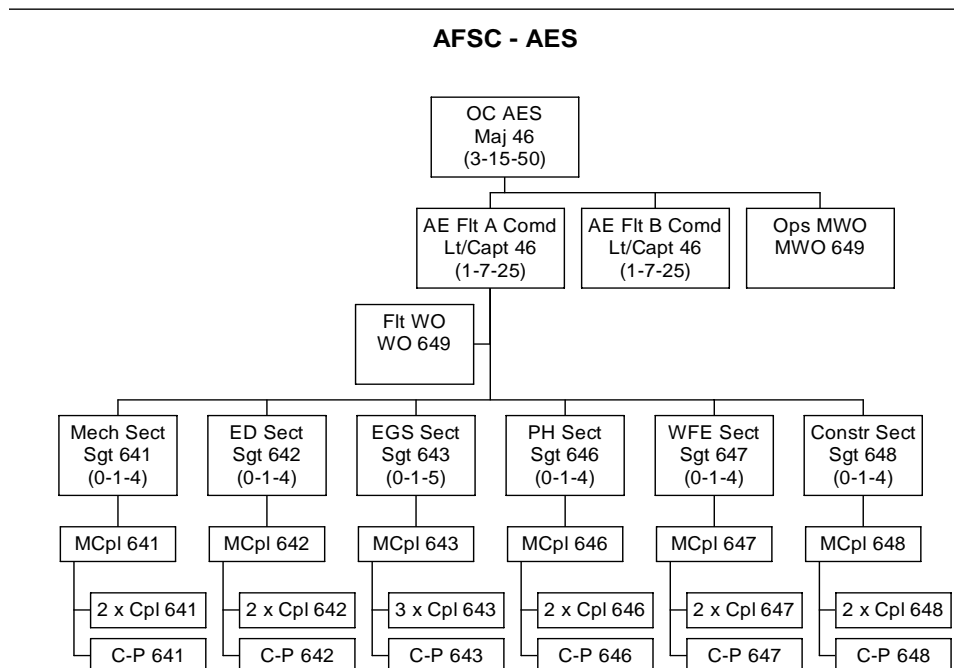 AFSC - AES
OC AES
Maj 46
(3-15-50)
AE Flt A Comd
Lt/Capt 46
(1-7-25)
AE Flt B Comd
Lt/Capt 46
(1-7-25)
Ops MWO
MWO 649
Flt WO
WO 649
Mech Sect
Sgt 641
(0-1-4)
ED Sect
Sgt 642
(0-1-4)
EGS Sect
Sgt 643
(0-1-5)
PH Sect
Sgt 646
(0-1-4)
WFE Sect
Sgt 647
(0-1-4)
Constr Sect
Sgt 648
(0-1-4)
MCpl 641
MCpl 642
MCpl 643
MCpl 646
MCpl 647
MCpl 648
2 x Cpl 641
2 x Cpl 642
3 x Cpl 643
2 x Cpl 646
2 x Cpl 647
2 x Cpl 648
C-P 641
C-P 642
C-P 643
C-P 646
C-P 647
C-P 648